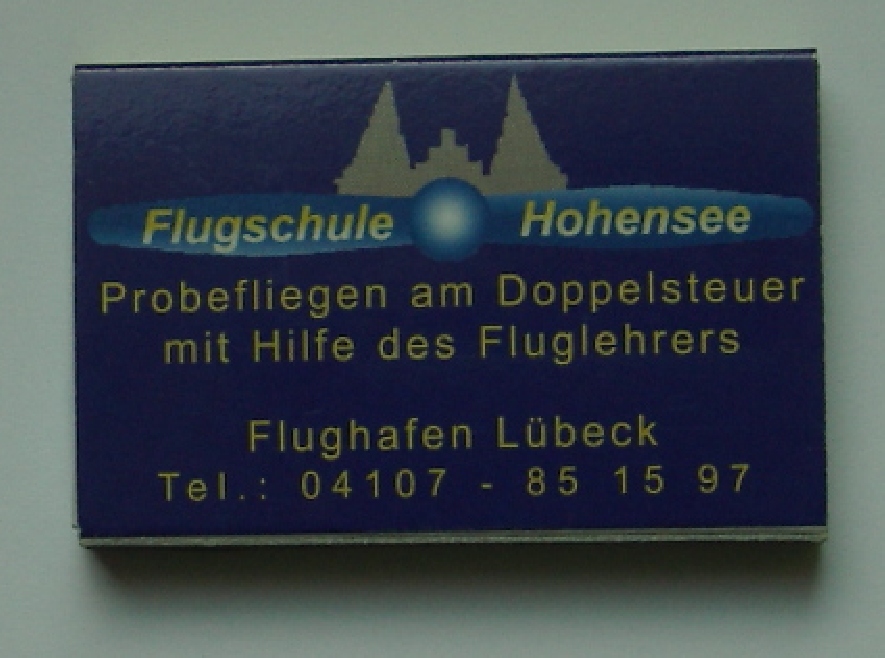 Flugschule Hohensee
Probefliegen am Doppelsteuer
mit Hilfe des Fluglehrers
Flughafen Lübeck
Tel.: 04107 - 85 15 97